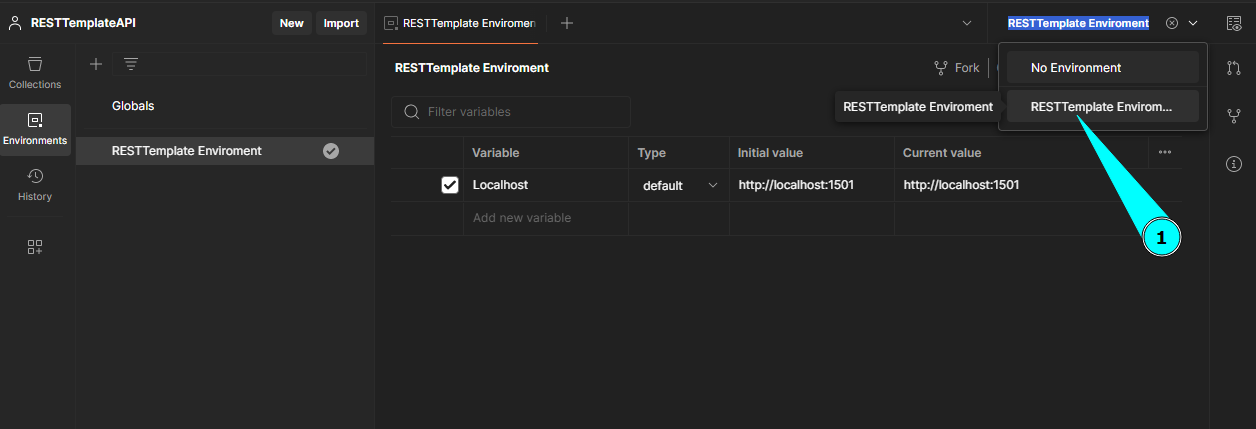 RESTTemplateAPI
New
Import
RESTTemplate Enviromen
RESTTemplate Enviroment
Collections
Environments
History
Globals
RESTTemplate Enviroment
RESTTemplate Enviroment
Fork
No Environment
RESTTemplate Enviroment
RESTTemplate Envirom...
Filter variables
Variable
Type
Initial value
Current value
Localhost
default
http://localhost:1501
http://localhost:1501
Add new variable
1